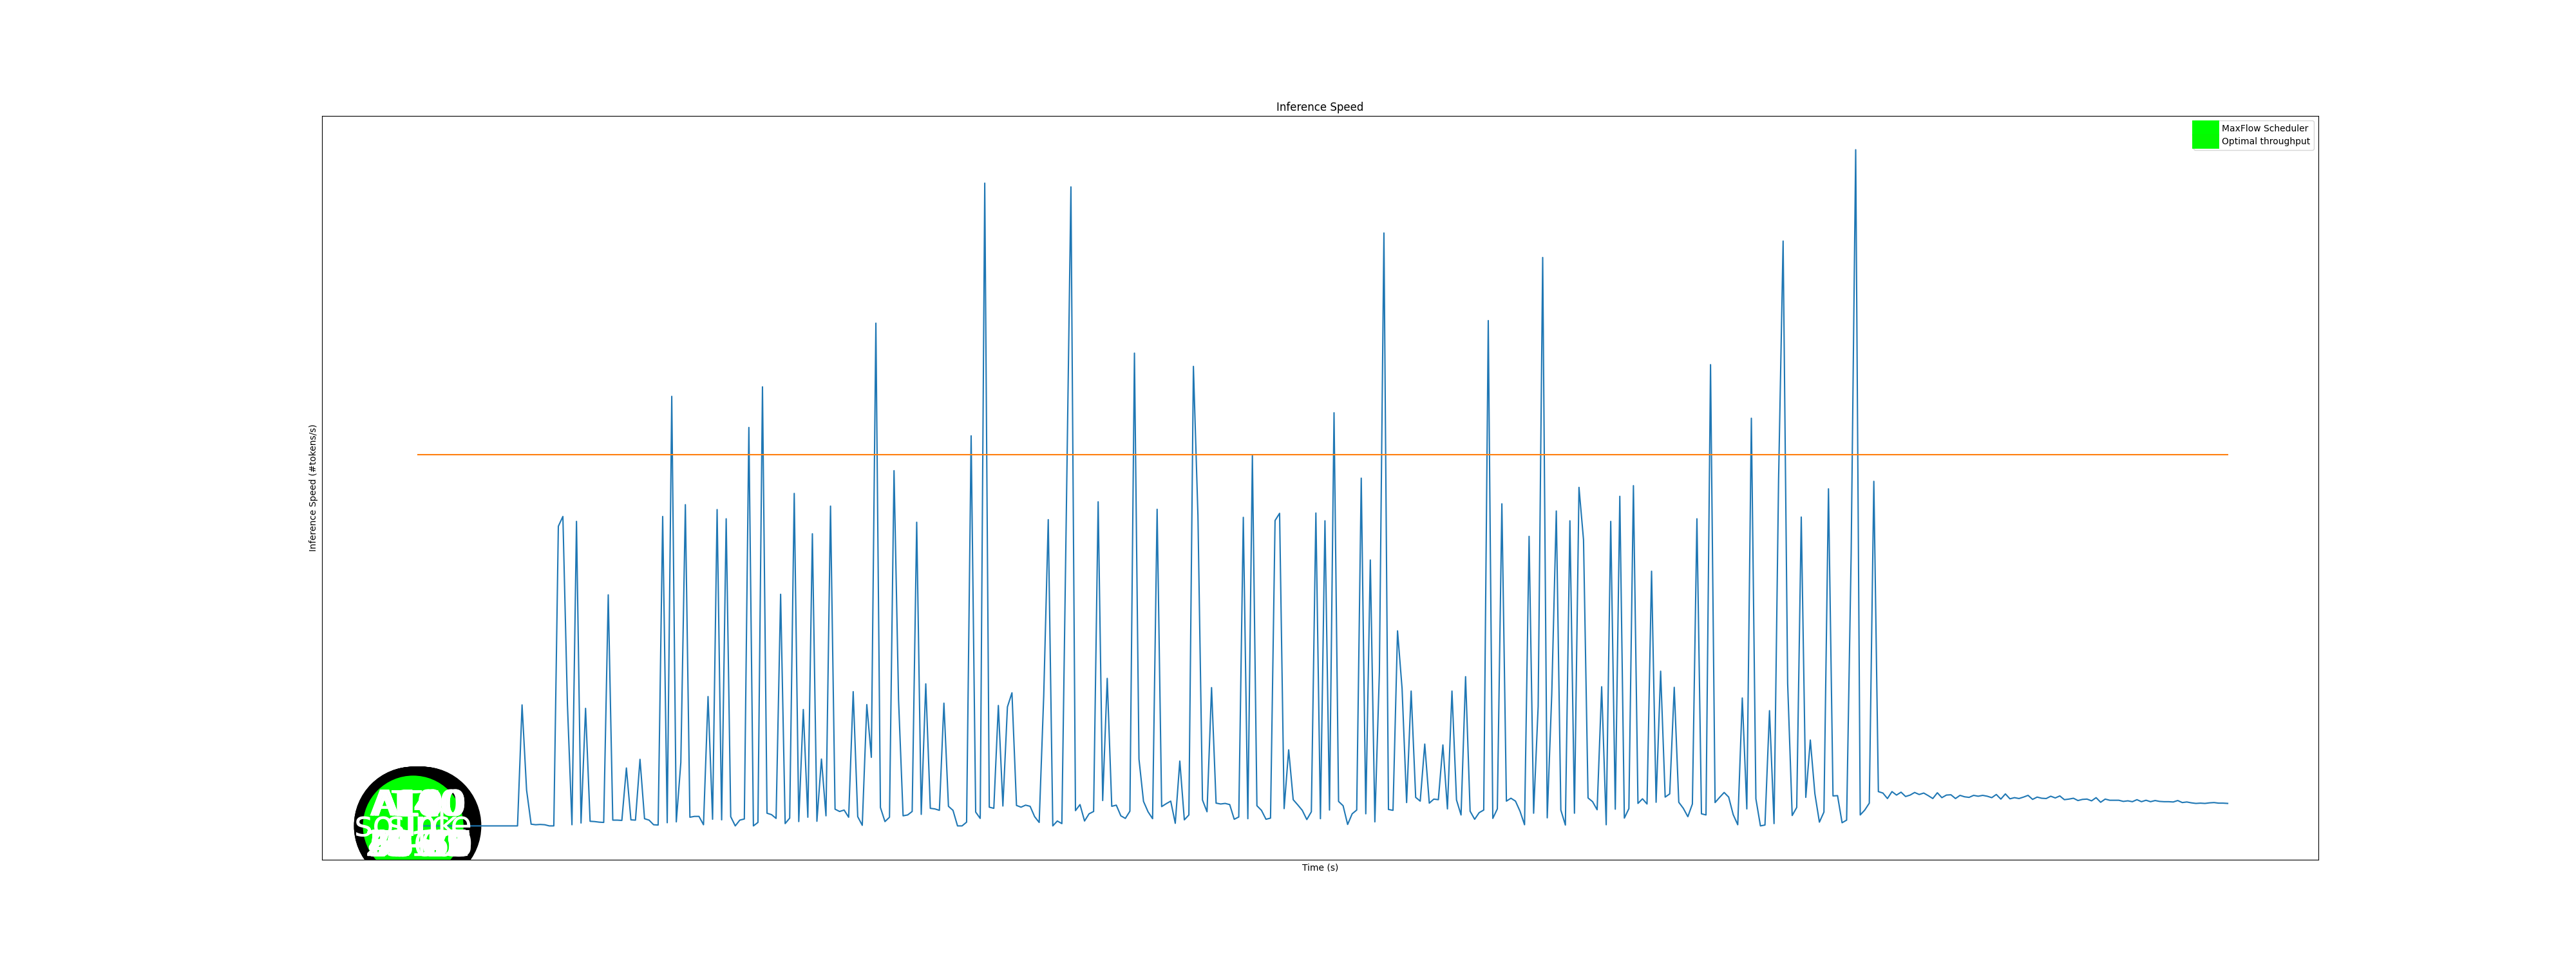 Inference Speed
MaxFlow Scheduler
Optimal throughput
Inference Speed (#tokens/s)
Time (s)